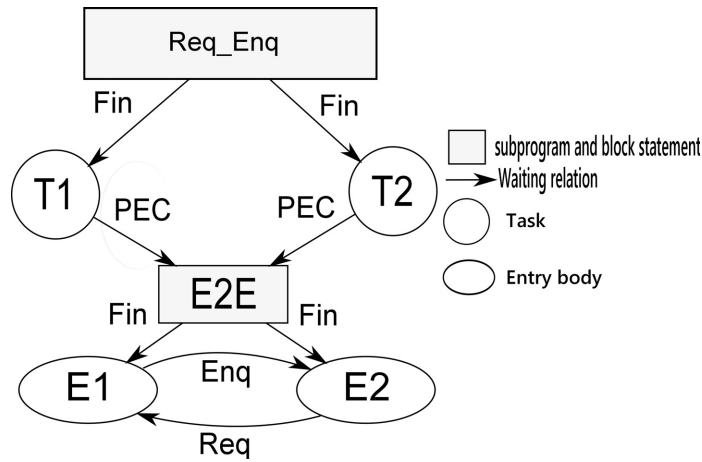 Req_Enq
Fin
Fin
T1
T2
PEC
PEC
E2E
Fin
Fin
E1
Enq
E2
Req
subprogram and block statement
Waiting relation
Task
Entry body